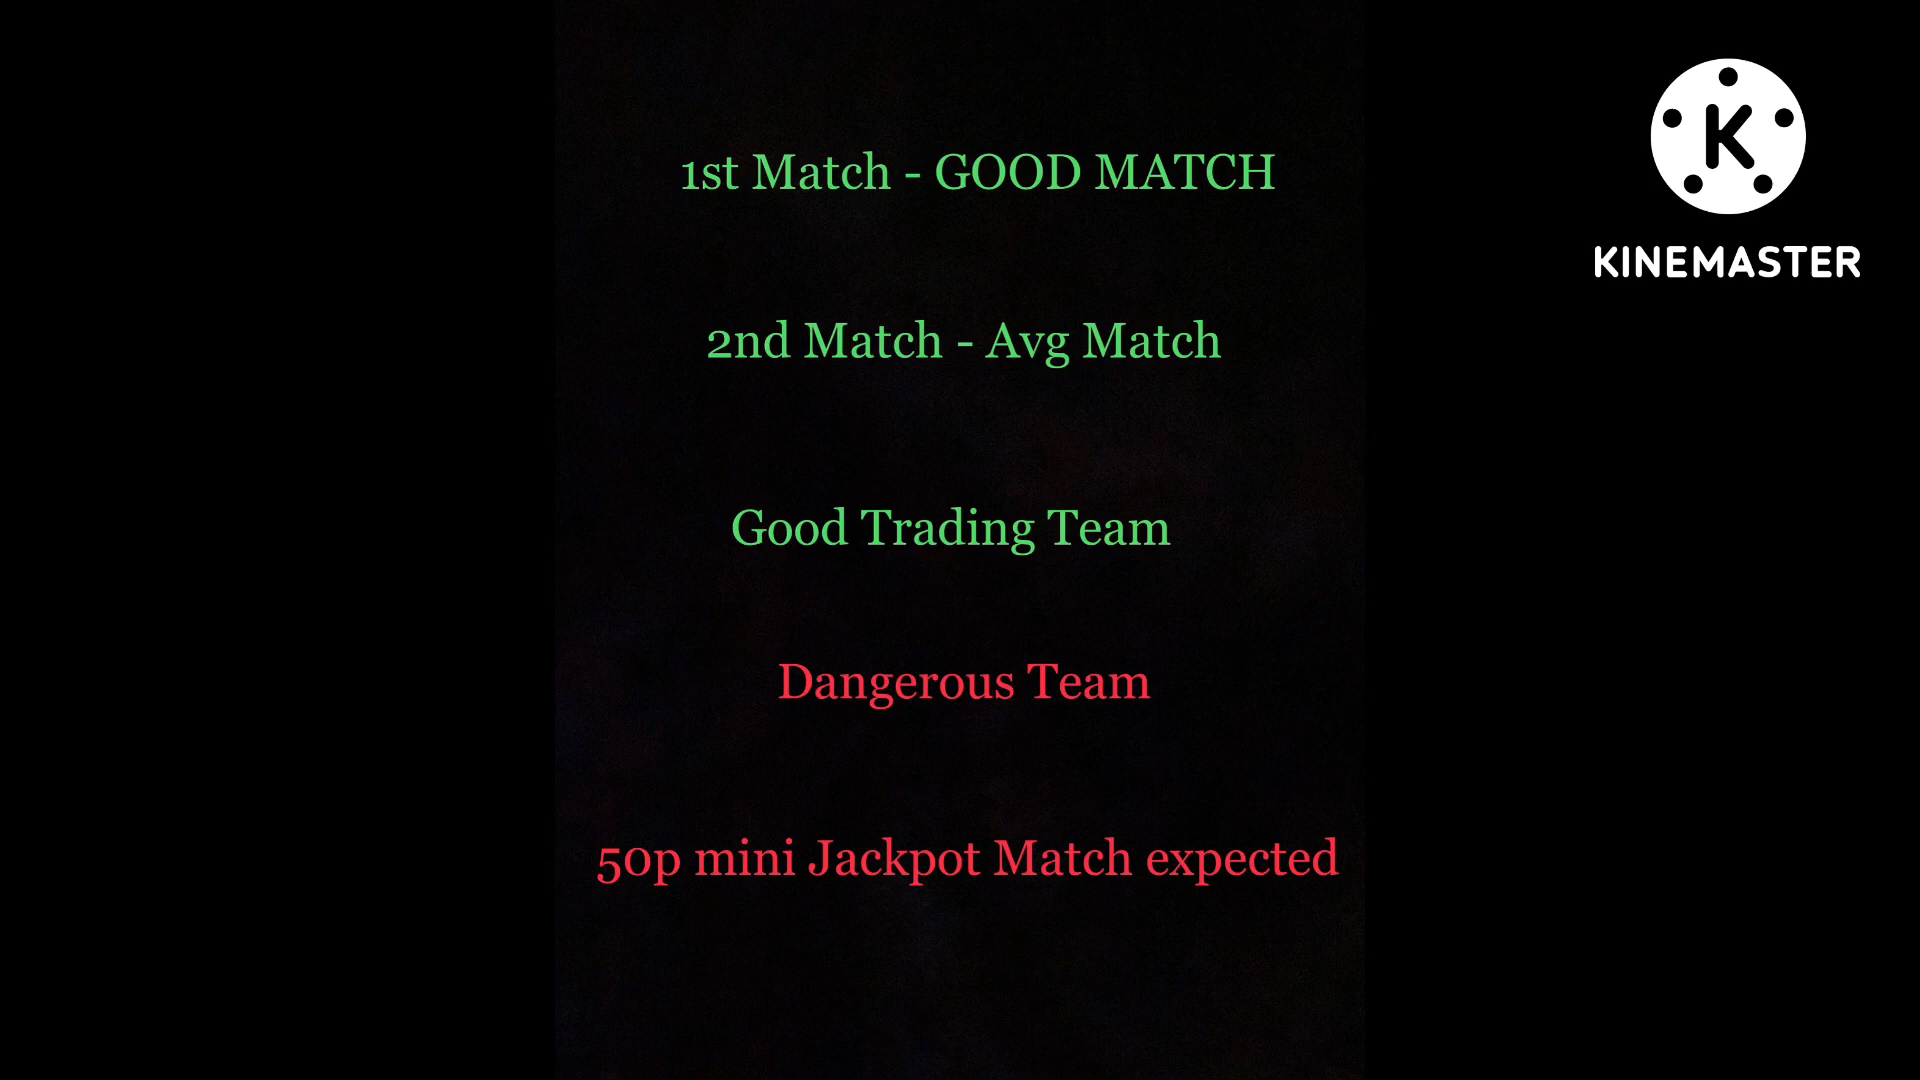 1st Match - GOOD MATCH
KINEMASTER
2nd Match - Avg Match
Good Trading Team
Dangerous Team
50p mini Jackpot Match expected